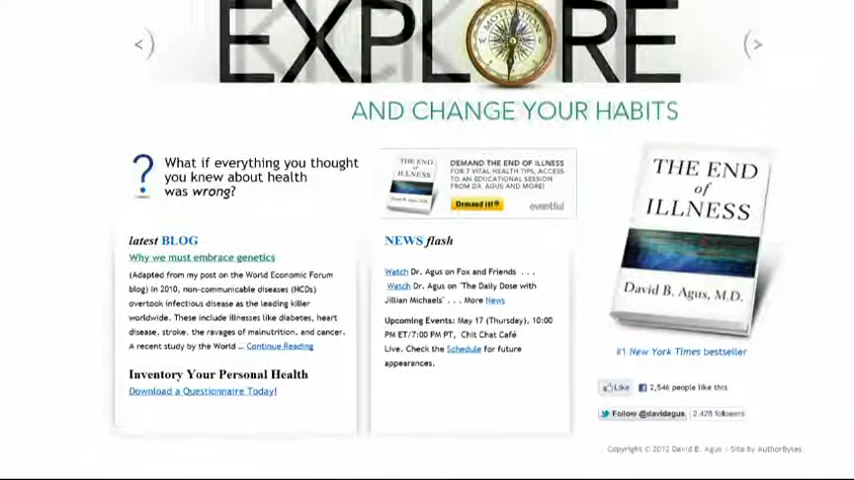 EXPLORE
MOTIVATION
AND CHANGE YOUR HABITS
What if everything you thought
you knew about health
was wrong?
THE END
of
ILLNESS
David B. Agus, M.D.
DEMAND THE END OF ILLNESS
FOR 7 VITAL HEALTH TIPS, ACCESS
TO AN EDUCATIONAL SESSION
FROM DR. AGUS AND MORE!
Demand it!
eventful
latest BLOG
Why we must embrace genetics
(Adapted from my post on the World Economic Forum
blog) In 2010, non-communicable diseases (NCDs)
overtook infectious disease as the leading killer
worldwide. These include illnesses like diabetes, heart
disease, stroke, the ravages of malnutrition, and cancer.
A recent study by the World ... Continue Reading
Inventory Your Personal Health
Download a Questionnaire Today!
NEWS flash
Watch Dr. Agus on Fox and Friends . . .
Watch Dr. Agus on 'The Daily Dose with
Jillian Michaels' . . . More News
Upcoming Events: May 17 (Thursday), 10:00
PM ET/7:00 PM PT, Chit Chat Café
Live. Check the Schedule for future
appearances.
THE END
of
ILLNESS
David B. Agus, M.D.
#1 New York Times bestseller
Like 2,546 people like this.
Follow @davidagus 2,428 followers
Copyright © 2012 David B. Agus | Site By AuthorBytes